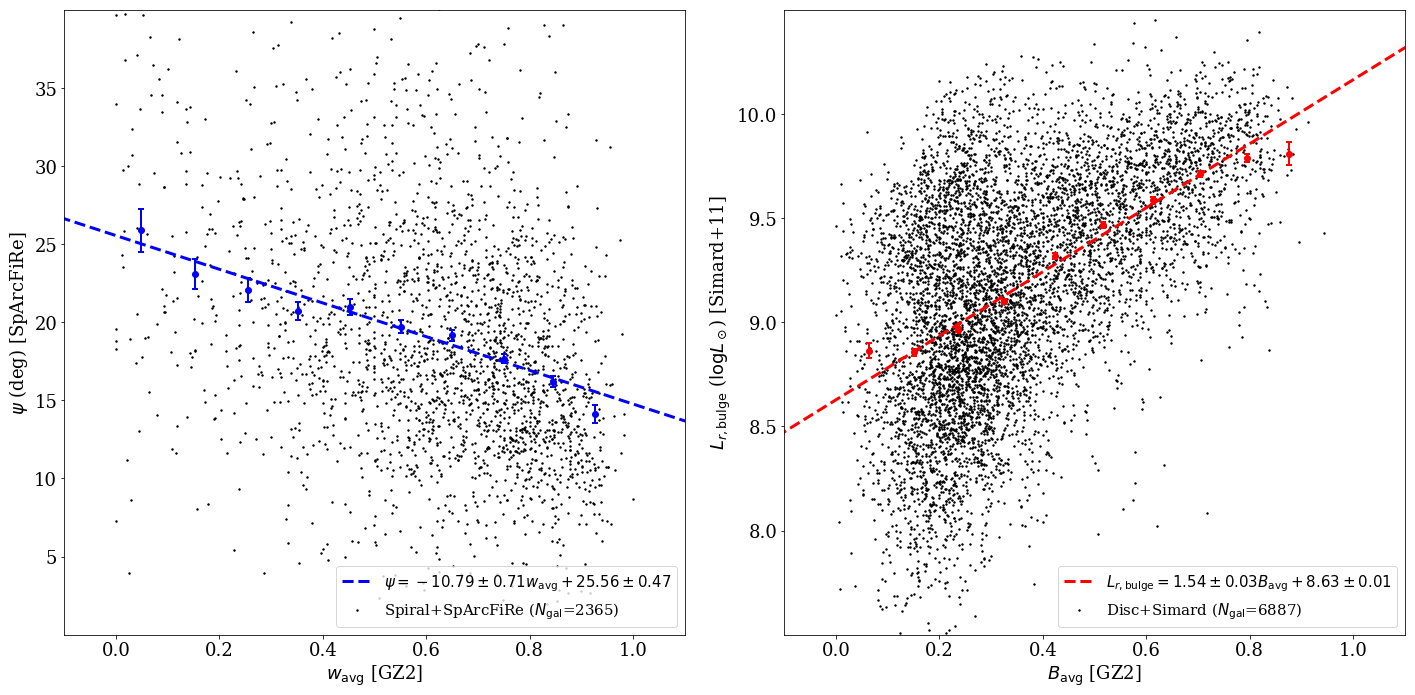 35
30
25
20
15
10
5
ψ (deg) [SpArcFiRe]
0.0 0.2 0.4 0.6 0.8 1.0
w_avg [GZ2]
ψ = −10.79 ± 0.71w_avg + 25.56 ± 0.47
Spiral+SpArcFiRe (N_gal=2365)
10.0
9.5
9.0
8.5
8.0
L_r,bulge (log L_⊙) [Simard+11]
0.0 0.2 0.4 0.6 0.8 1.0
B_avg [GZ2]
L_r,bulge = 1.54 ± 0.03B_avg + 8.63 ± 0.01
Disc+Simard (N_gal=6887)